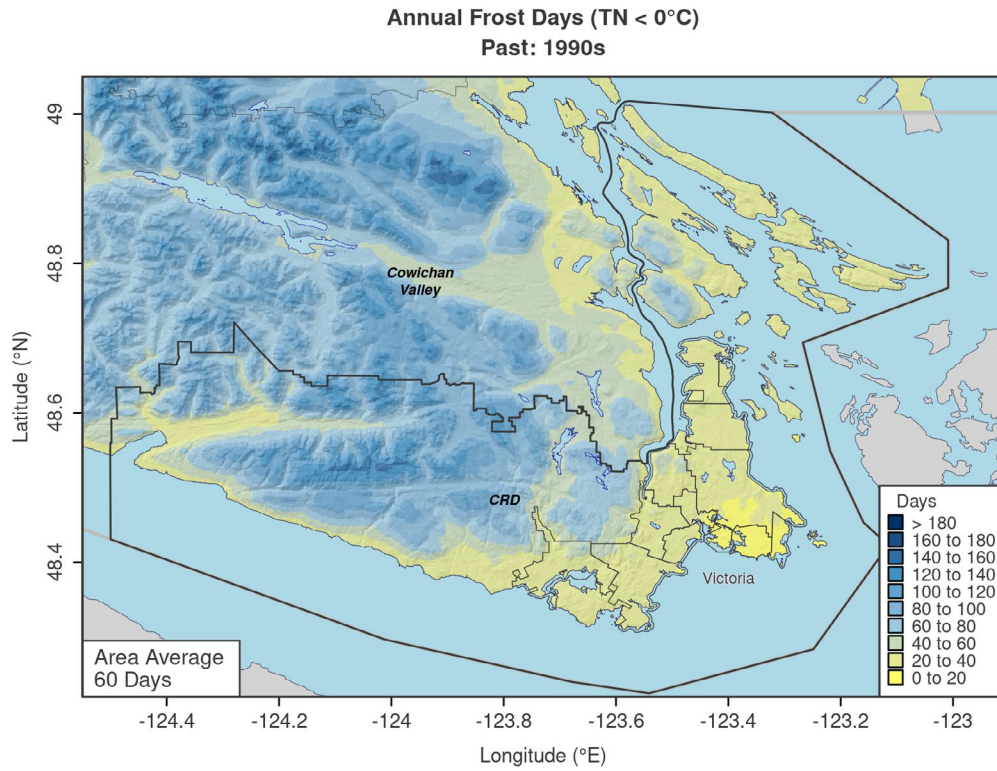 Annual Frost Days (TN < 0°C)
Past: 1990s
Latitude (°N)
49
48.8
48.6
48.4
Cowichan
Valley
CRD
Victoria
Days
> 180
160 to 180
140 to 160
120 to 140
100 to 120
80 to 100
60 to 80
40 to 60
20 to 40
0 to 20
Area Average
60 Days
-124.4
-124.2
-124
-123.8
-123.6
-123.4
-123.2
-123
Longitude (°E)